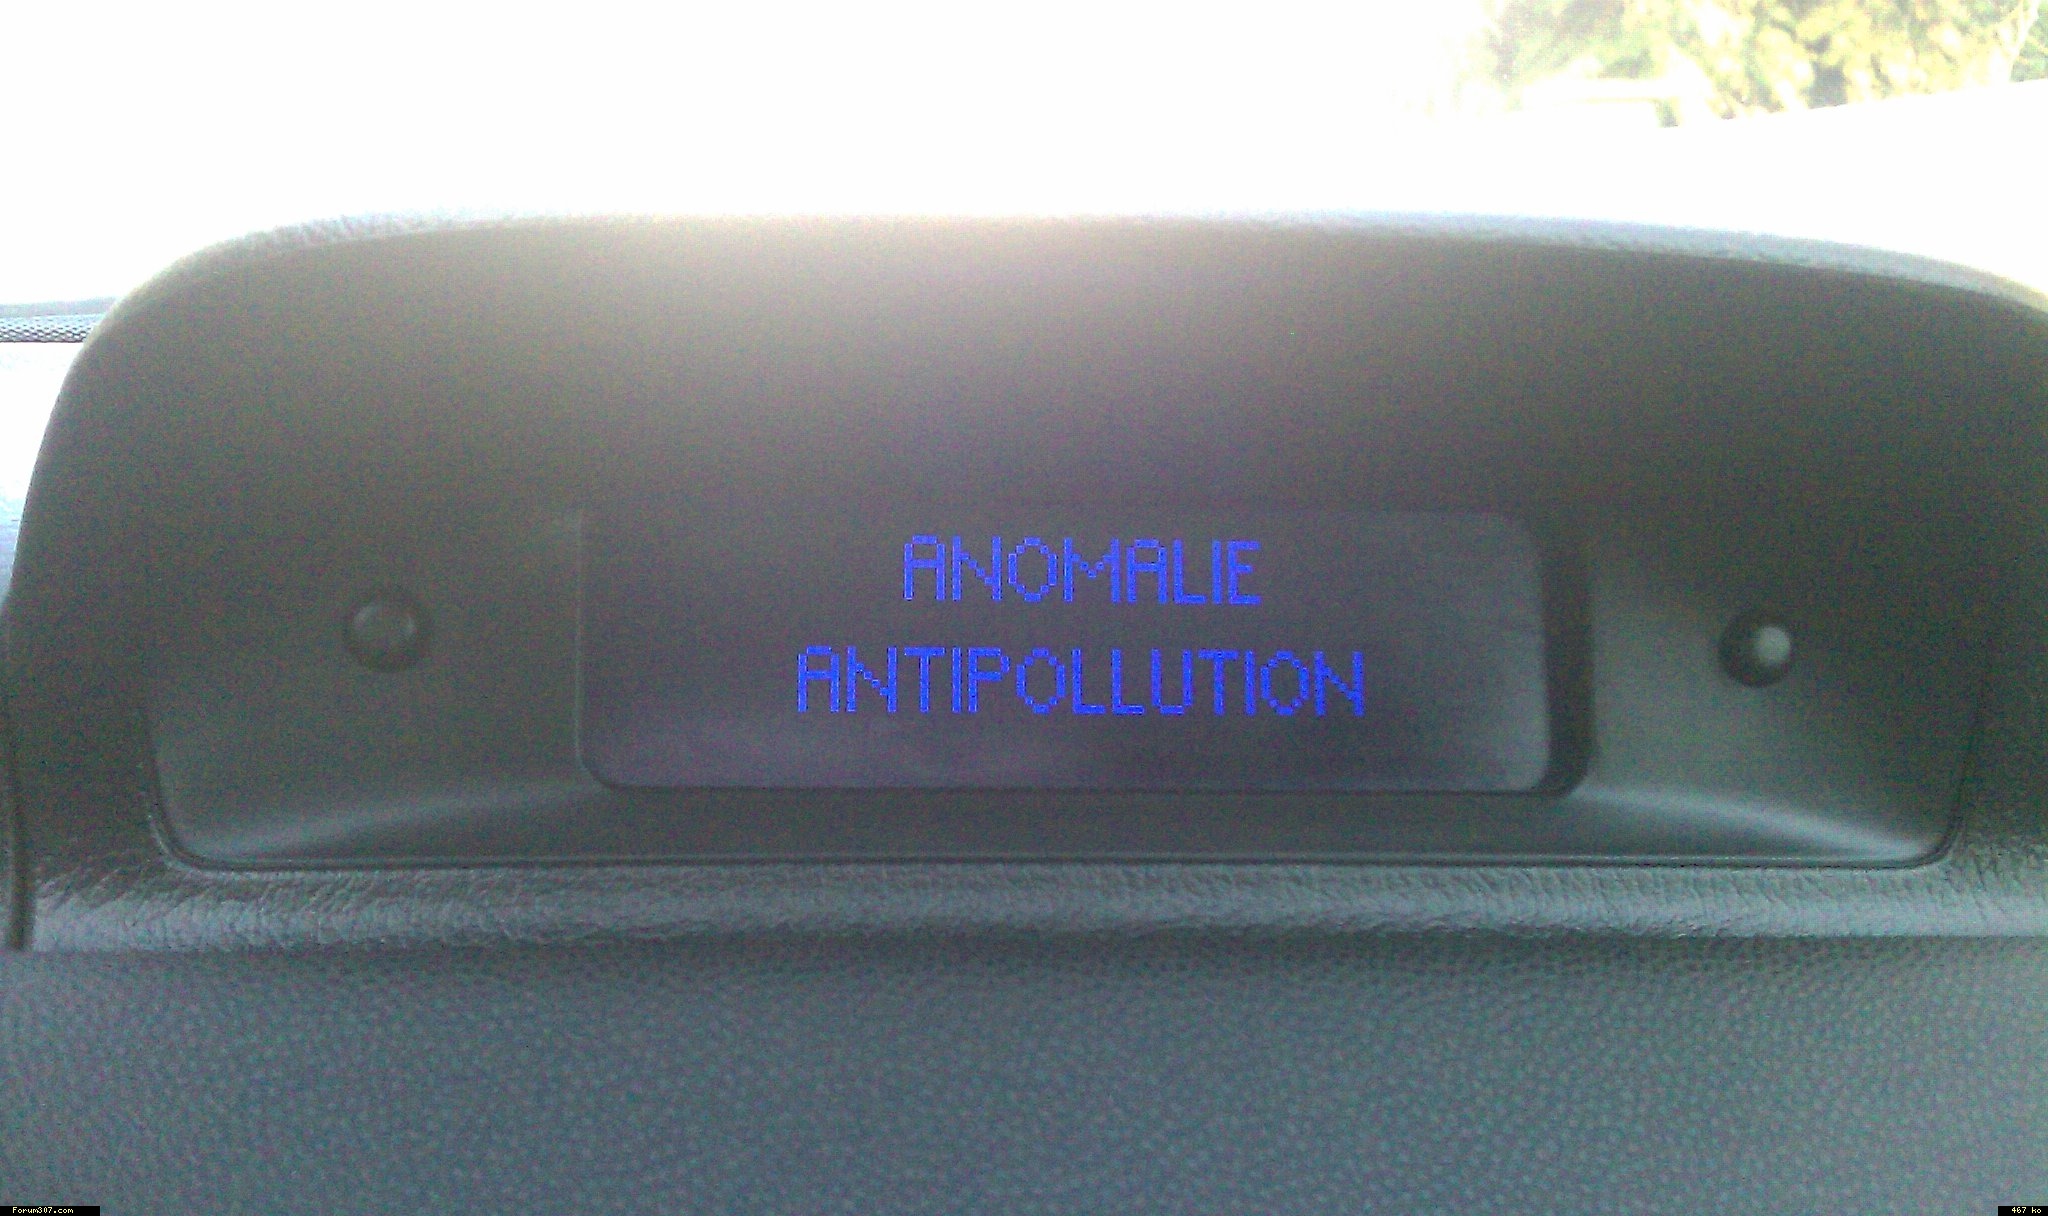 ANOMALIE
ANTIPOLLUTION
Forum307.com
467 ko